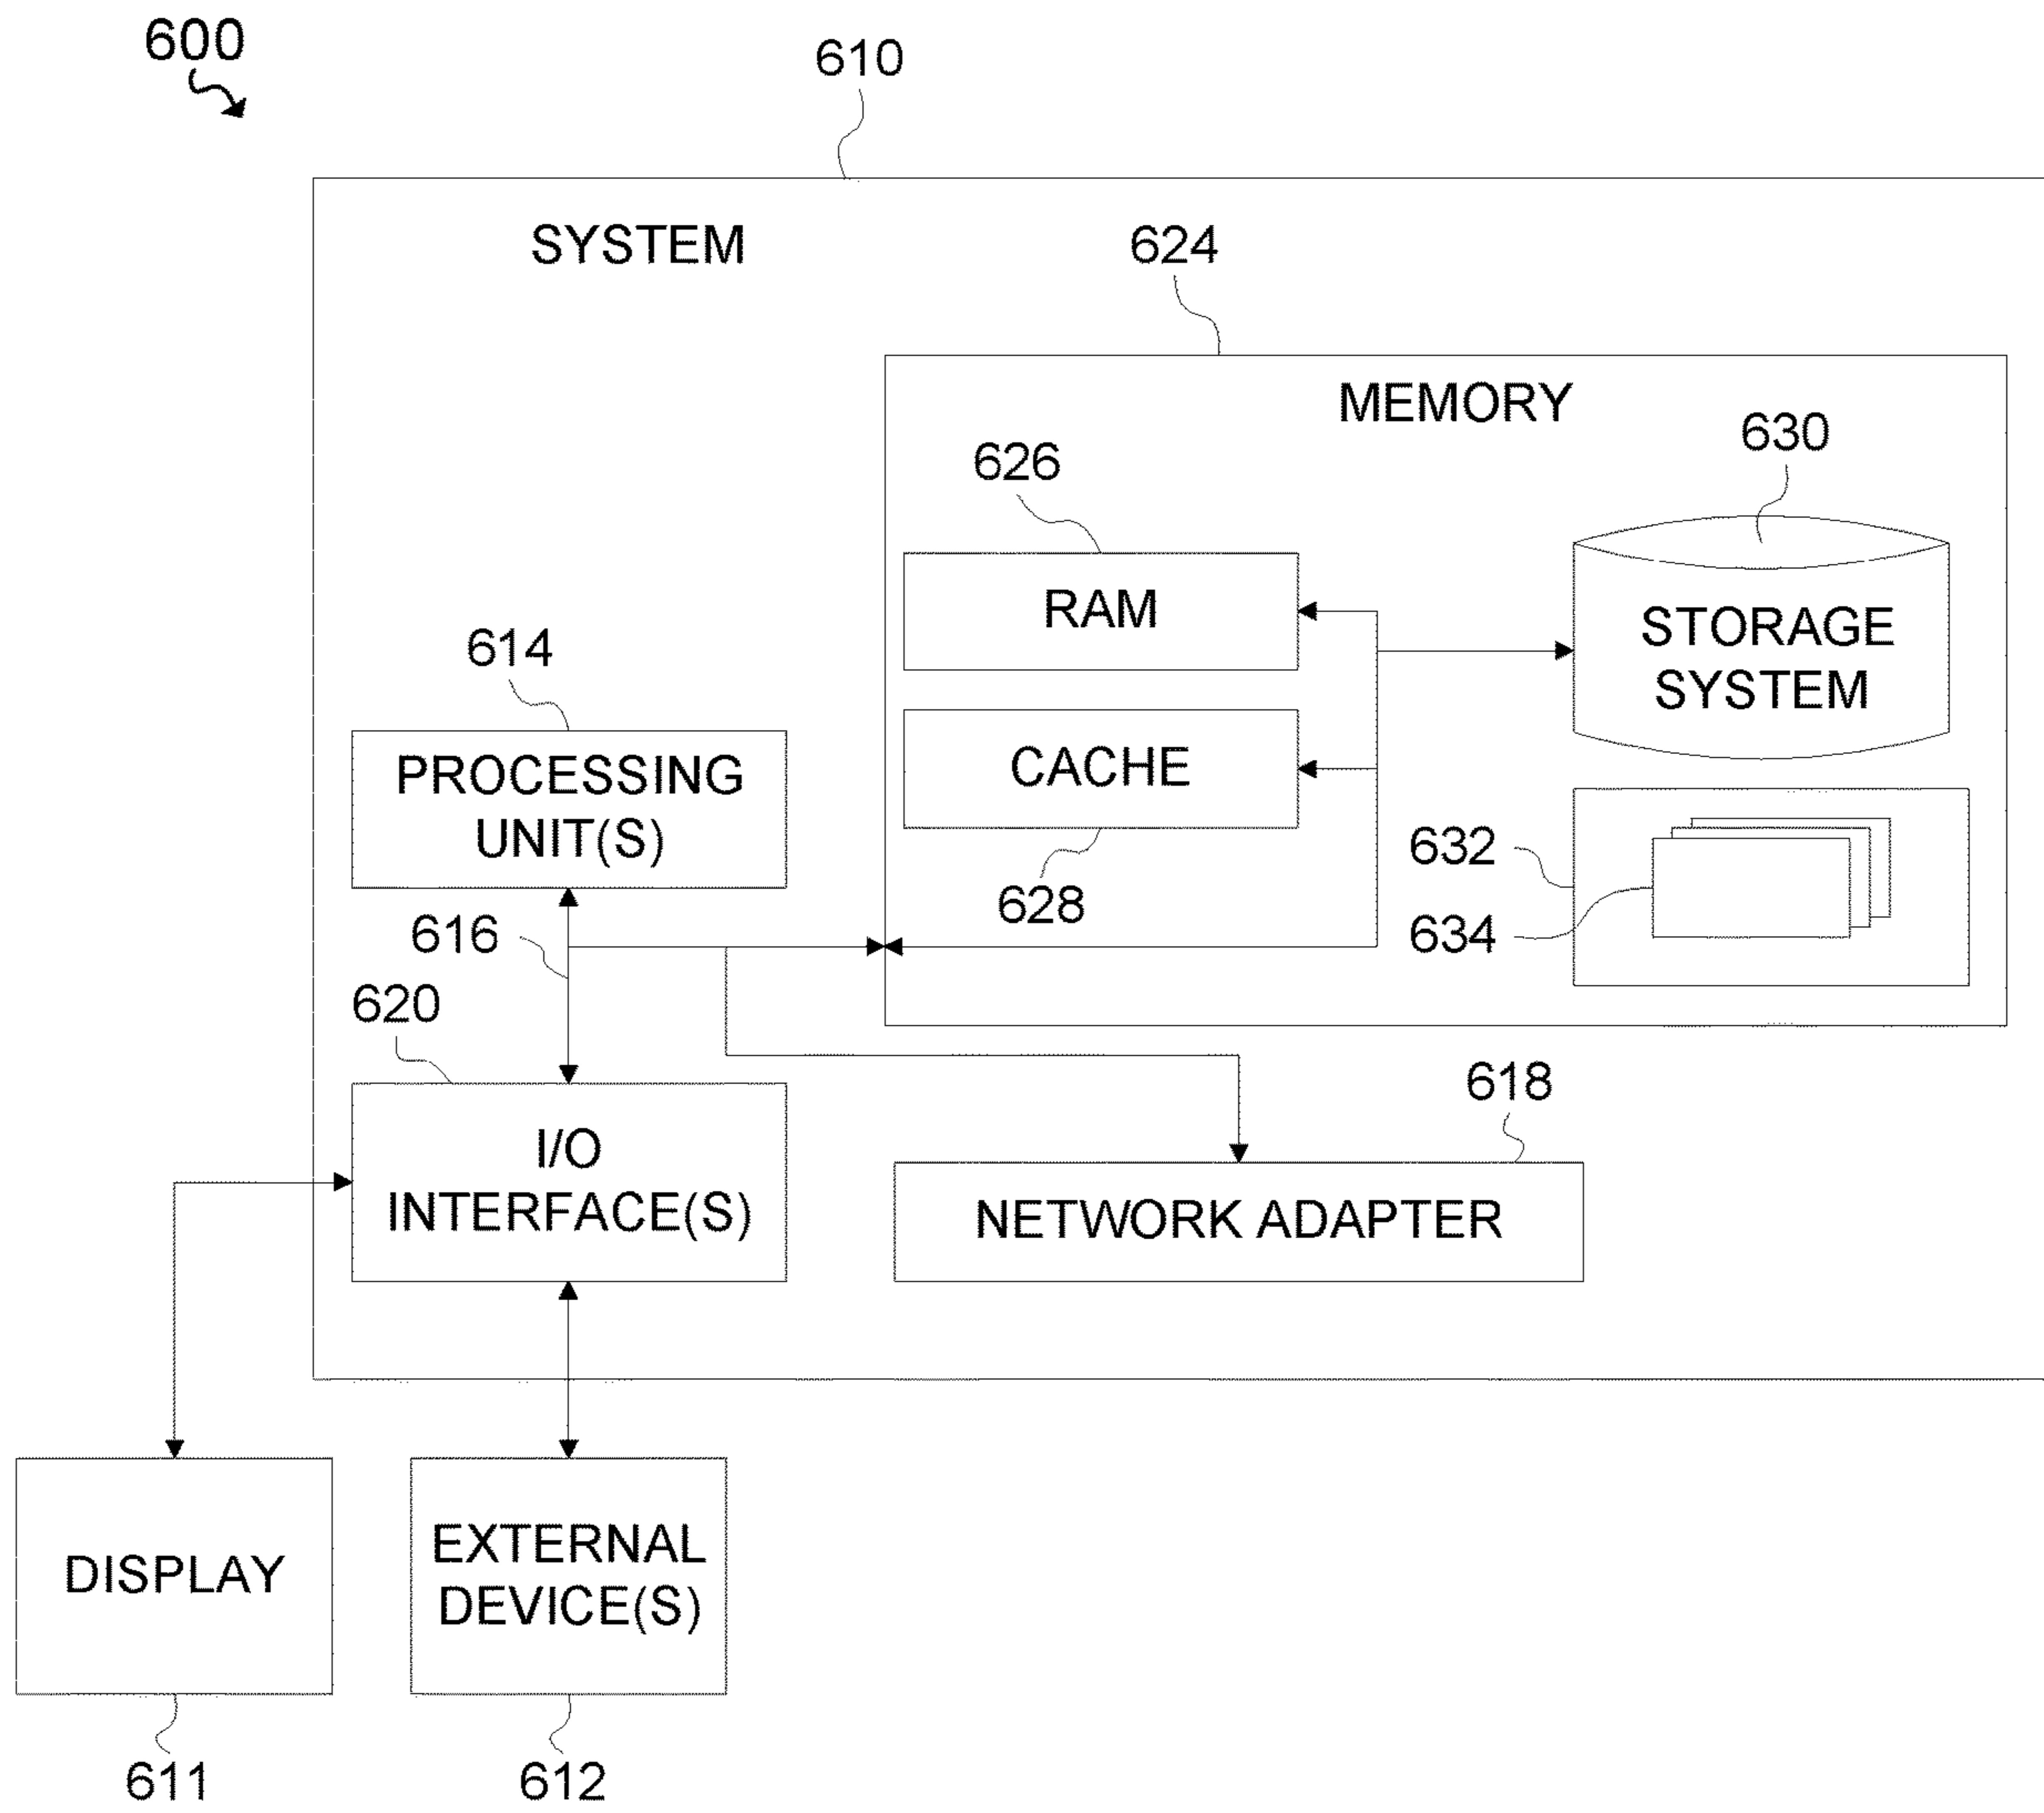 600
610
SYSTEM
624
MEMORY
630
626
RAM
STORAGE
SYSTEM
614
PROCESSING
UNIT(S)
CACHE
632
628
634
616
620
618
I/O
INTERFACE(S)
NETWORK ADAPTER
DISPLAY
EXTERNAL
DEVICE(S)
611
612